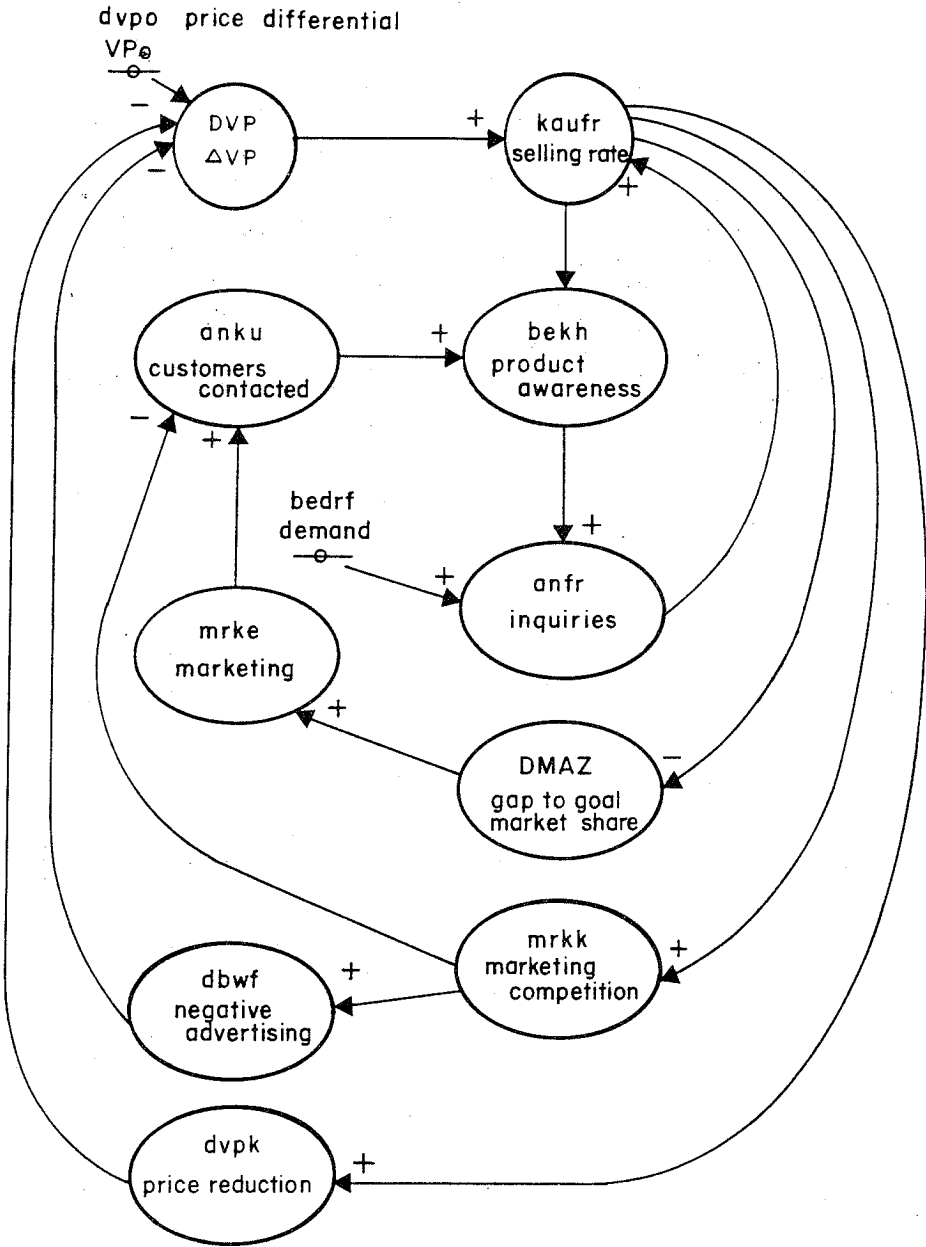 dvpo price differential
VPo
−
DVP
ΔVP
−
+
kaufr
selling rate
+
anku
customers
contacted
+
bekh
product
awareness
−
+
bedrf
demand
+
+
anfr
inquiries
mrke
marketing
+
DMAZ
gap to goal
market share
−
mrkk
marketing
competition
+
dbwf
negative
advertising
+
dvpk
price reduction
+